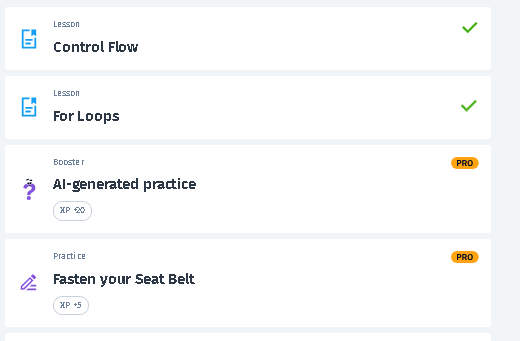 Lesson
Control Flow
Lesson
For Loops
Booster
PRO
AI-generated practice
XP +20
Practice
PRO
Fasten your Seat Belt
XP +5